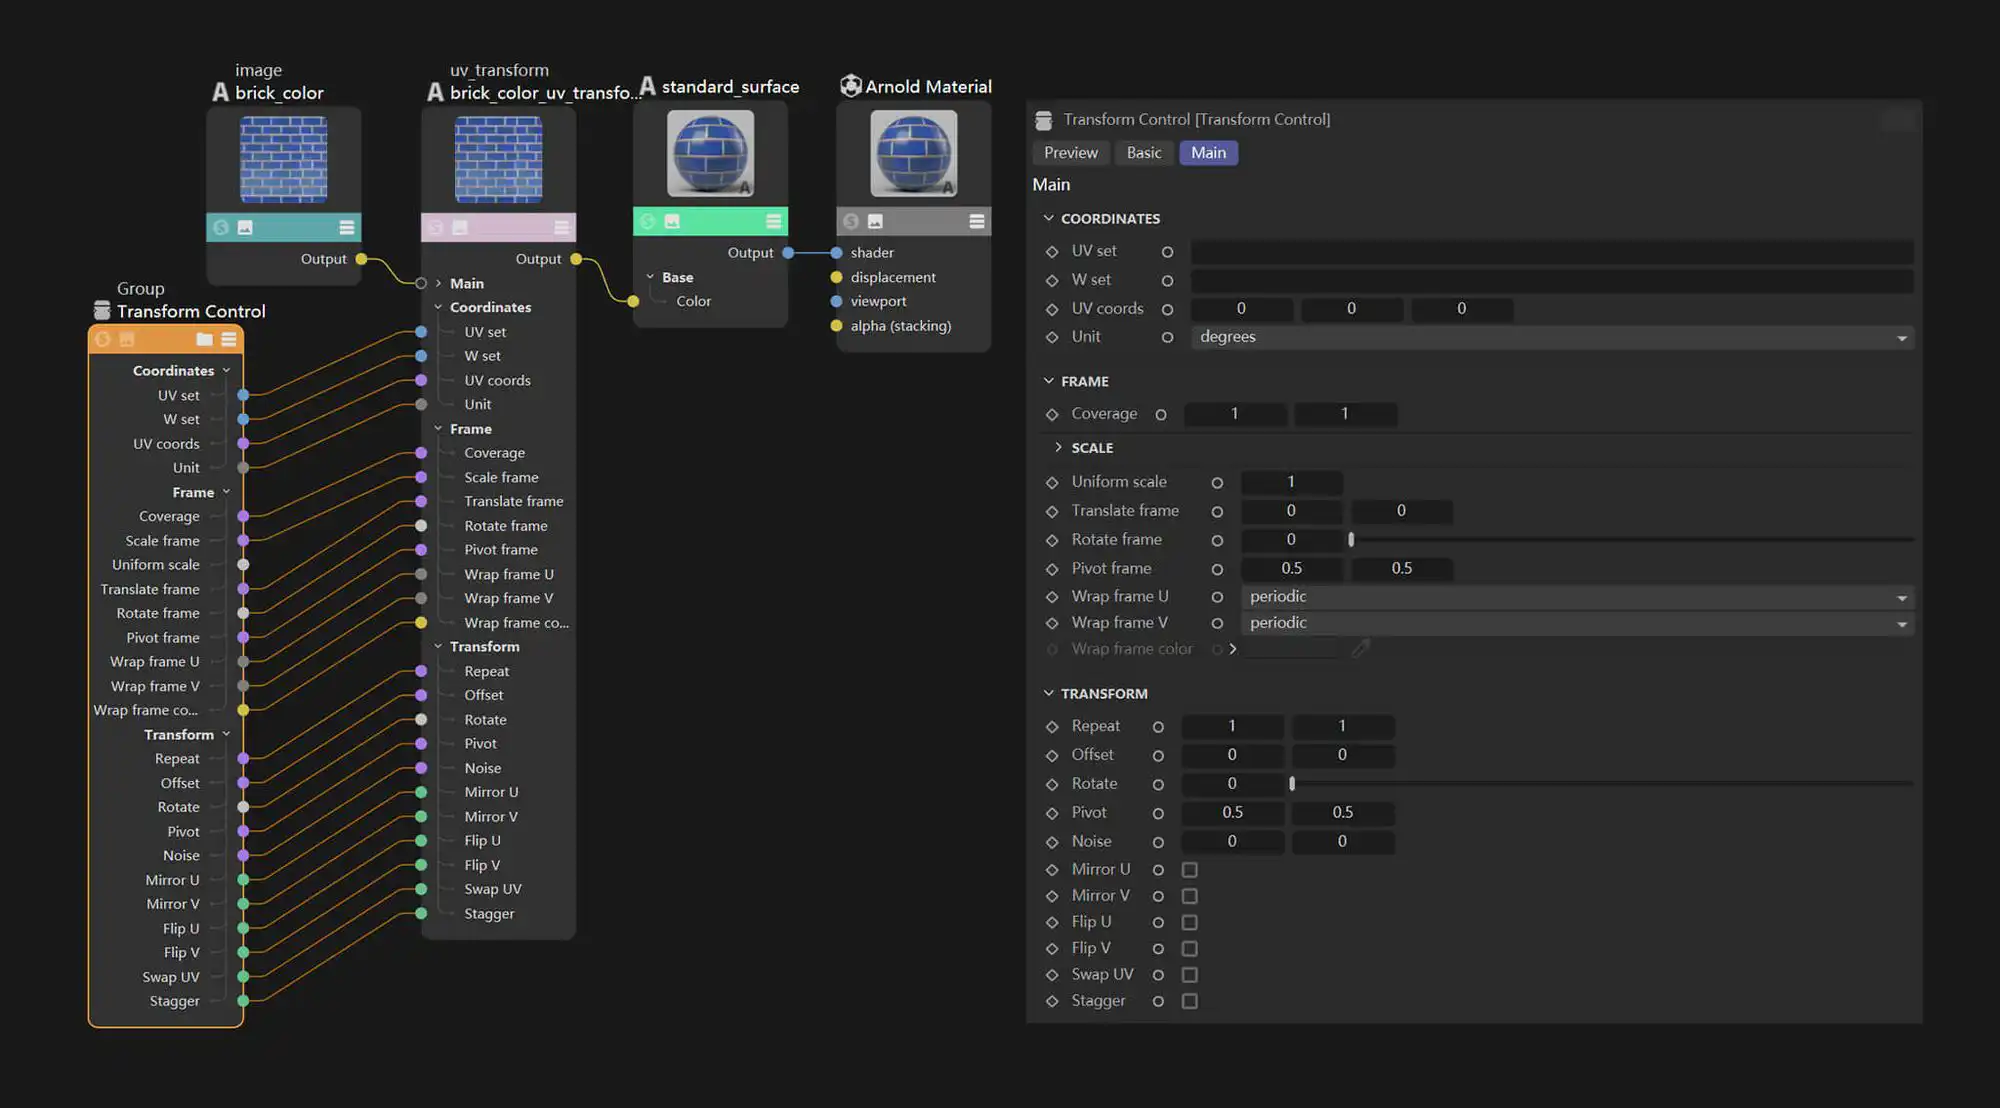 image
brick_color
Output
uv_transform
brick_color_uv_transfo...
Output
Main
Coordinates
UV set
W set
UV coords
Unit
Frame
Coverage
Scale frame
Translate frame
Rotate frame
Pivot frame
Wrap frame U
Wrap frame V
Wrap frame co...
Transform
Repeat
Offset
Rotate
Pivot
Noise
Mirror U
Mirror V
Flip U
Flip V
Swap UV
Stagger
standard_surface
Output
Base
Color
Arnold Material
shader
displacement
viewport
alpha (stacking)
Group
Transform Control
Coordinates
UV set
W set
UV coords
Unit
Frame
Coverage
Scale frame
Uniform scale
Translate frame
Rotate frame
Pivot frame
Wrap frame U
Wrap frame V
Wrap frame co...
Transform
Repeat
Offset
Rotate
Pivot
Noise
Mirror U
Mirror V
Flip U
Flip V
Swap UV
Stagger
Transform Control [Transform Control]
Preview Basic Main
Main
COORDINATES
UV set
W set
UV coords 0 0 0
Unit degrees
FRAME
Coverage 1 1
SCALE
Uniform scale 1
Translate frame 0 0
Rotate frame 0
Pivot frame 0.5 0.5
Wrap frame U periodic
Wrap frame V periodic
Wrap frame color
TRANSFORM
Repeat 1 1
Offset 0 0
Rotate 0
Pivot 0.5 0.5
Noise 0 0
Mirror U
Mirror V
Flip U
Flip V
Swap UV
Stagger